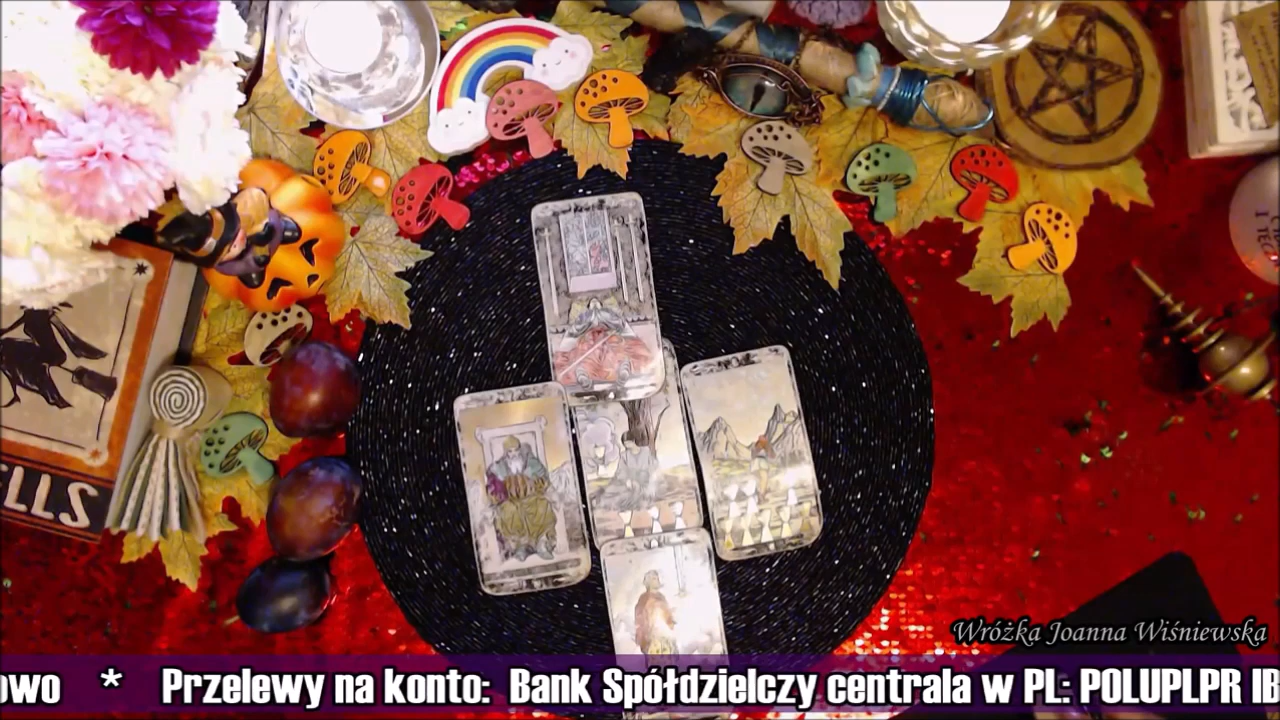 ELLS
Wróżka Joanna Wiśniewska
owo * Przelewy na konto: Bank Spółdzielczy centrala w PL: POLUPLPR IB